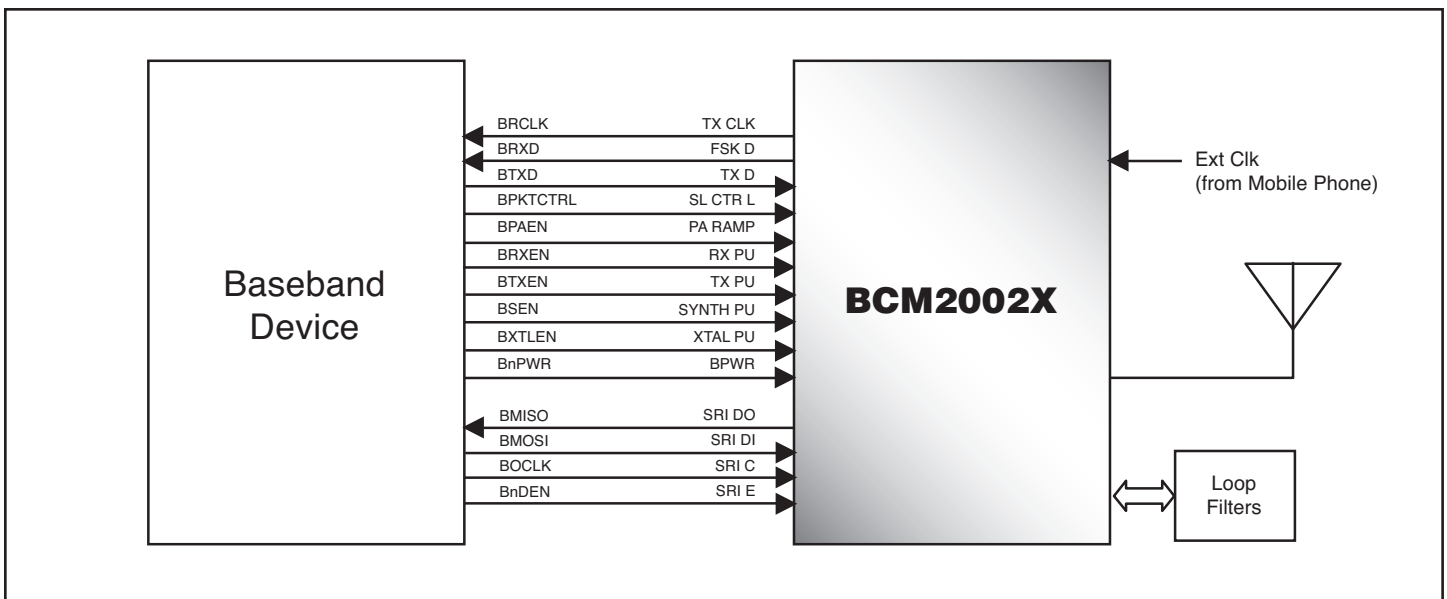 BRCLK TX CLK
BRXD FSK D
BTXD TX D
BPKTCTRL SL CTR L
BPAEN PA RAMP
BRXEN RX PU
BTXEN TX PU
BSEN SYNTH PU
BXTLEN XTAL PU
BnPWR BPWR
BMISO SRI DO
BMOSI SRI DI
BOCLK SRI C
BnDEN SRI E
Baseband
Device
BCM2002X
Ext Clk
(from Mobile Phone)
Loop
Filters